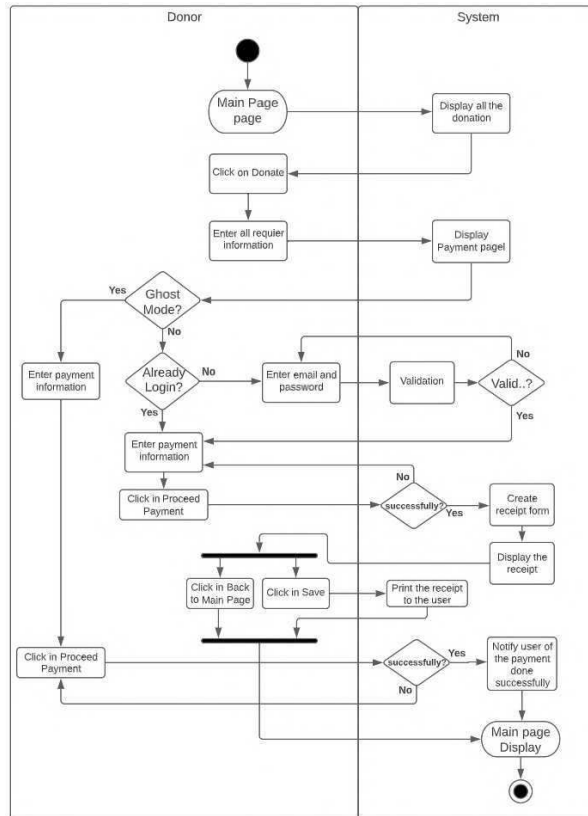 Donor
System
Main Page
page
Display all the
donation
Click on Donate
Enter all requier
information
Display
Payment pagel
Yes
Ghost
Mode?
No
Enter payment
information
Already
Login?
No
Enter email and
password
Validation
No
Valid..?
Yes
Yes
Enter payment
information
No
Click in Proceed
Payment
successfully?
Yes
Create
receipt form
Display the
receipt
Click in Back
to Main Page
Click in Save
Print the receipt
to the user
Click in Proceed
Payment
successfully?
Yes
No
Notify user of
the payment
done
successfully
Main page
Display